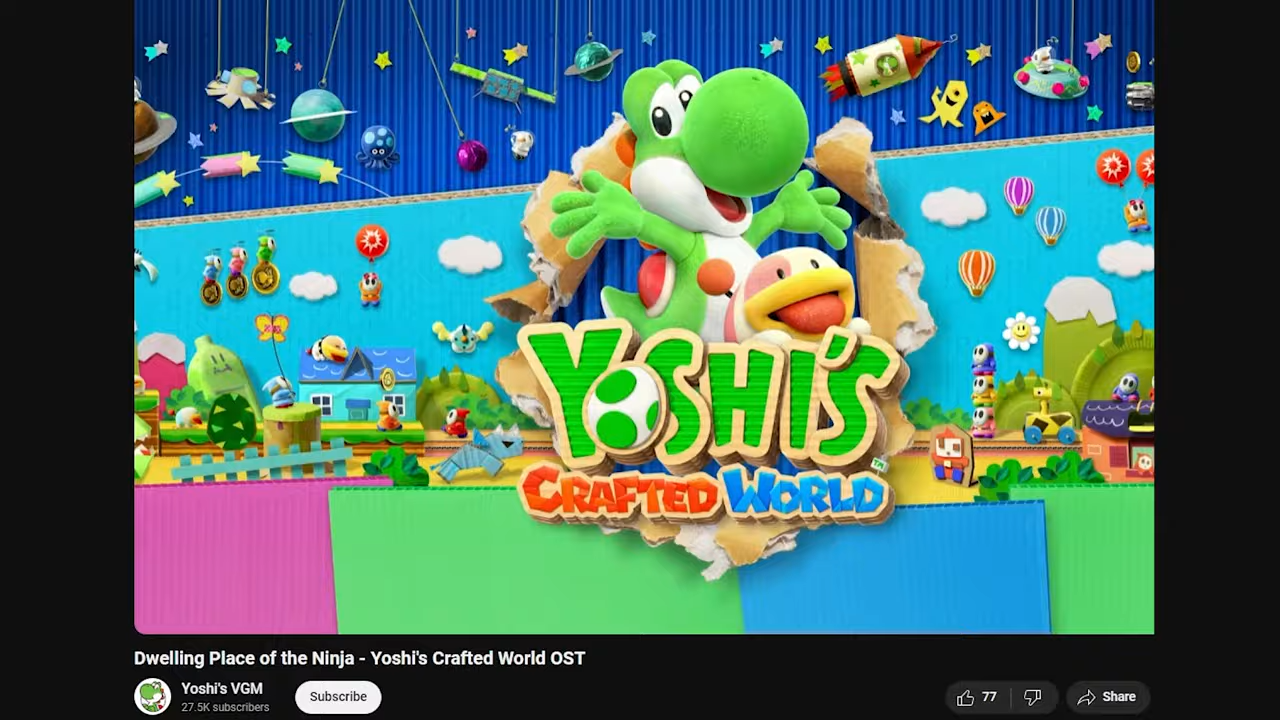 YOSHI'S
TM
CRAFTED WORLD
Dwelling Place of the Ninja - Yoshi's Crafted World OST
Yoshi's VGM
27.5K subscribers
Subscribe
77
Share